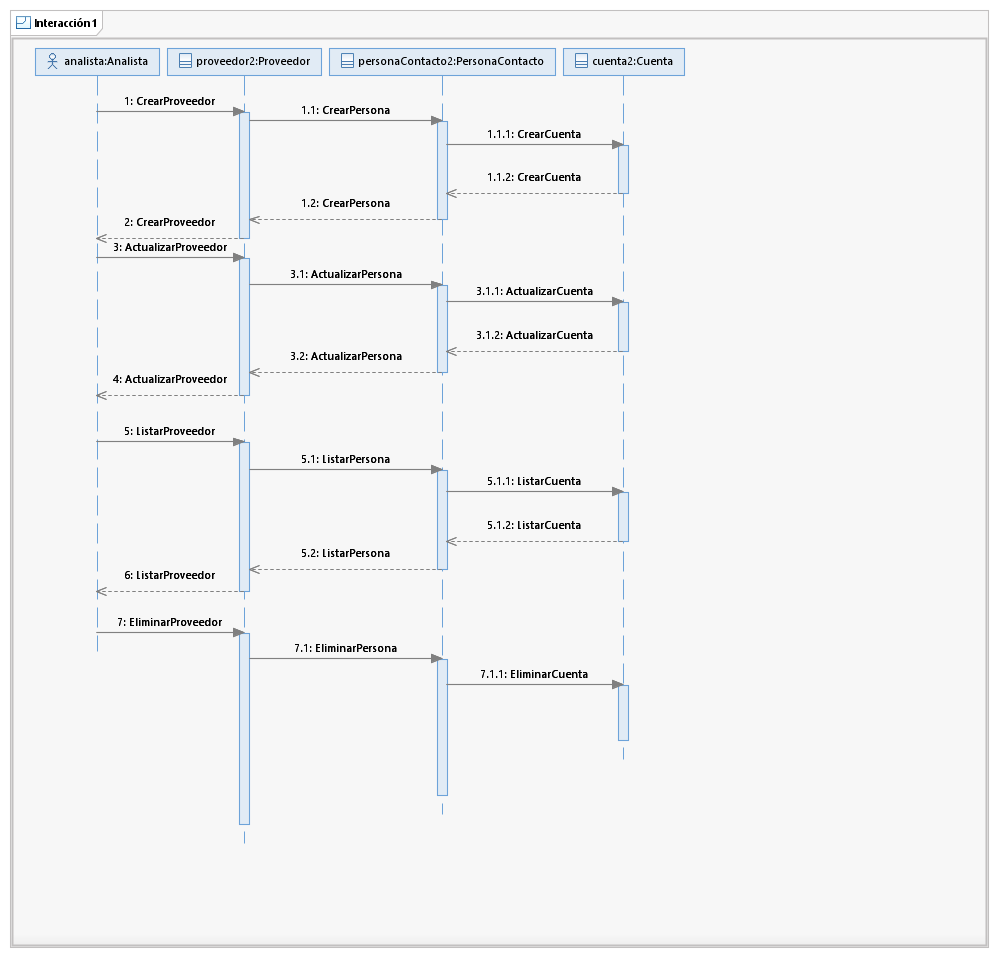 Interacción1
analista:Analista
proveedor2:Proveedor
personaContacto2:PersonaContacto
cuenta2:Cuenta
1: CrearProveedor
1.1: CrearPersona
1.1.1: CrearCuenta
1.1.2: CrearCuenta
1.2: CrearPersona
2: CrearProveedor
3: ActualizarProveedor
3.1: ActualizarPersona
3.1.1: ActualizarCuenta
3.1.2: ActualizarCuenta
3.2: ActualizarPersona
4: ActualizarProveedor
5: ListarProveedor
5.1: ListarPersona
5.1.1: ListarCuenta
5.1.2: ListarCuenta
5.2: ListarPersona
6: ListarProveedor
7: EliminarProveedor
7.1: EliminarPersona
7.1.1: EliminarCuenta